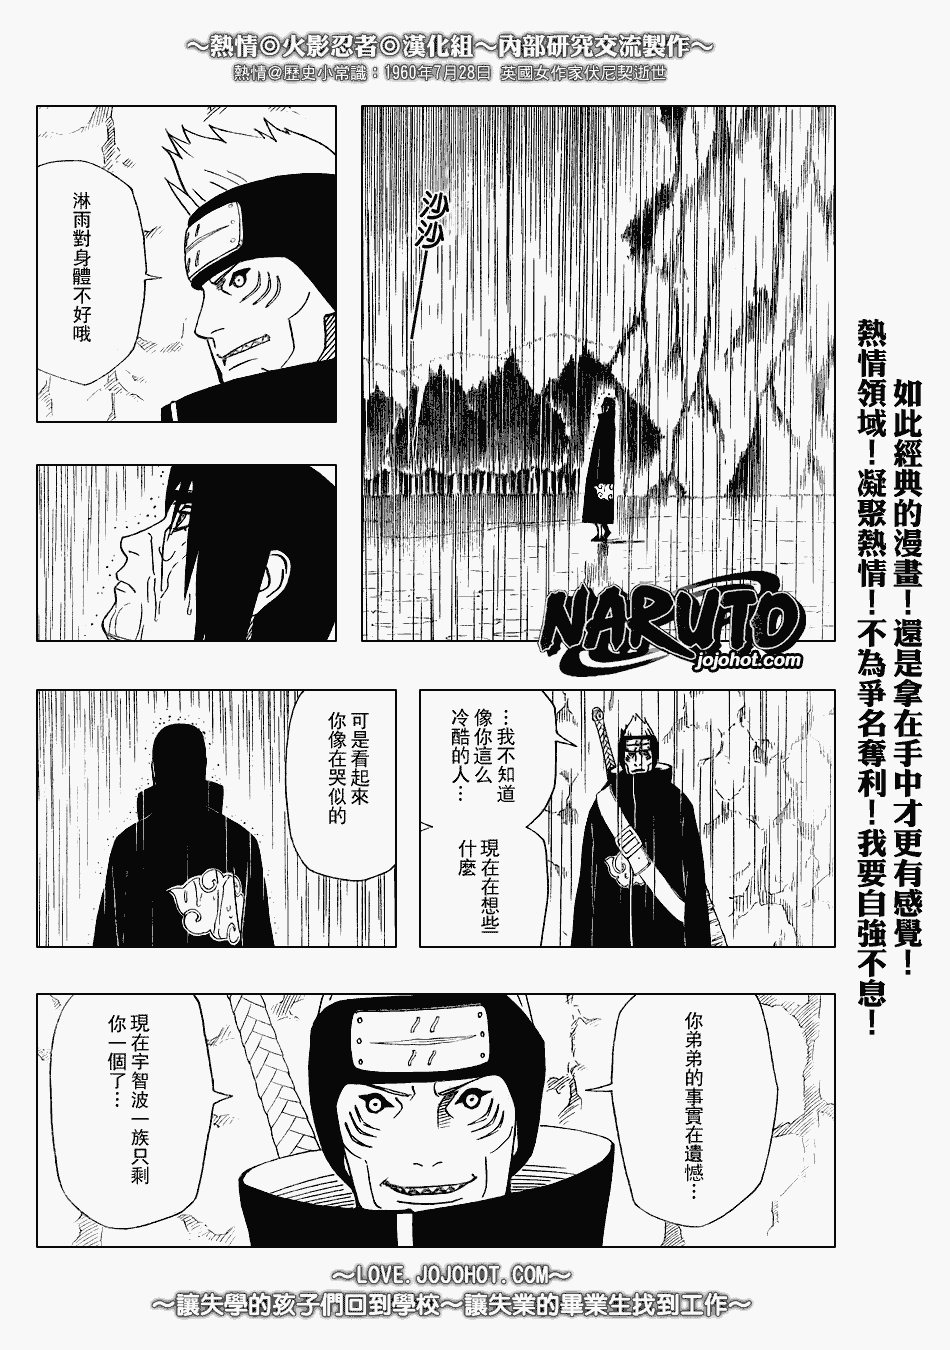 ～熱情◎火影忍者◎漢化組～內部研究交流製作～
熱情@歷史小常識：1960年7月28日 英國女作家伏尼契逝世
沙沙
淋雨對身體不好哦
NARUTO
jojohot.com
…我不知道
像你這么
冷酷的人…
現在在想些
什麼
可是看起來
你像在哭似的
你弟弟的事實在遺憾…
現在宇智波一族只剩
你一個了…
如此經典的漫畫！還是拿在手中才更有感覺！
熱情領域！凝聚熱情！不為爭名奪利！我要自強不息！
～LOVE.JOJOHOT.COM～
～讓失學的孩子們回到學校～讓失業的畢業生找到工作～